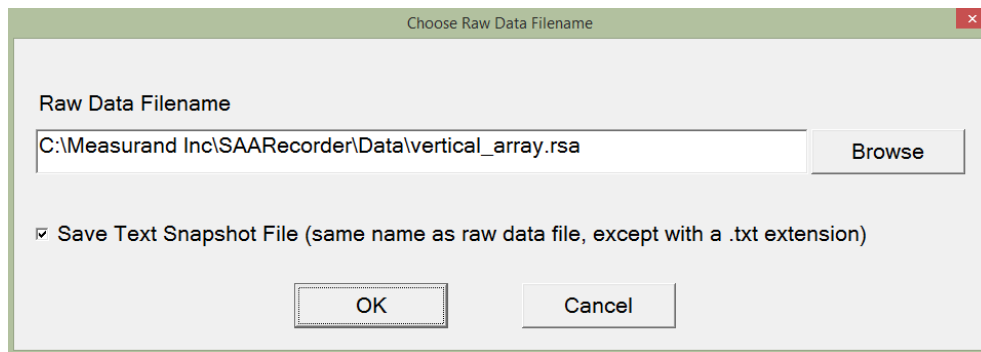 Choose Raw Data Filename
Raw Data Filename
C:\Measurand Inc\SAARecorder\Data\vertical_array.rsa
Browse
Save Text Snapshot File (same name as raw data file, except with a .txt extension)
OK
Cancel